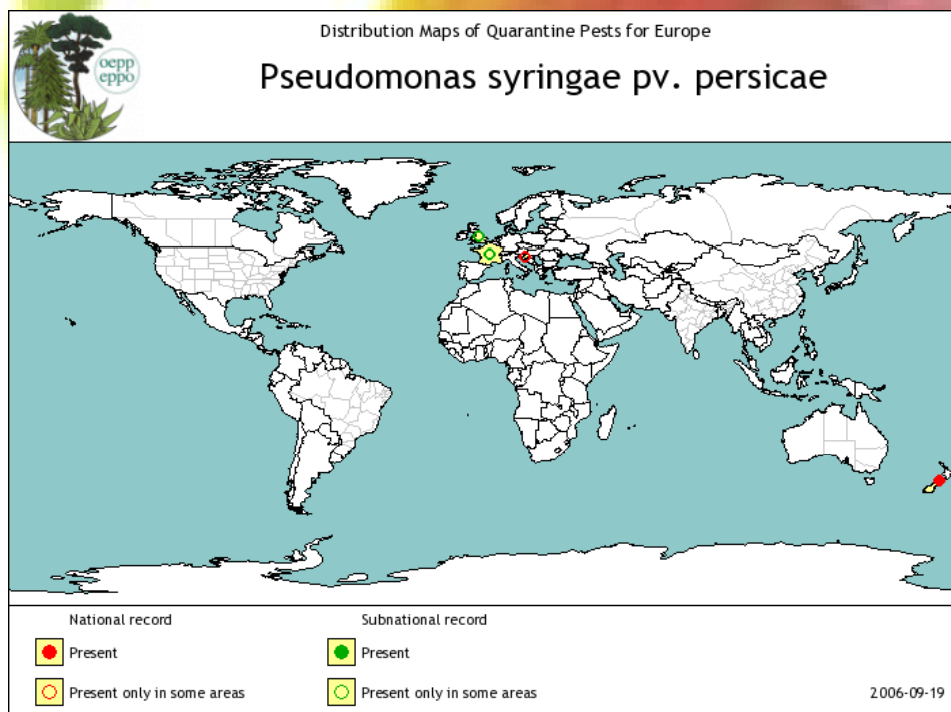 Distribution Maps of Quarantine Pests for Europe
oepp
eppo
Pseudomonas syringae pv. persicae
National record
Subnational record
Present
Present
Present only in some areas
Present only in some areas
2006-09-19